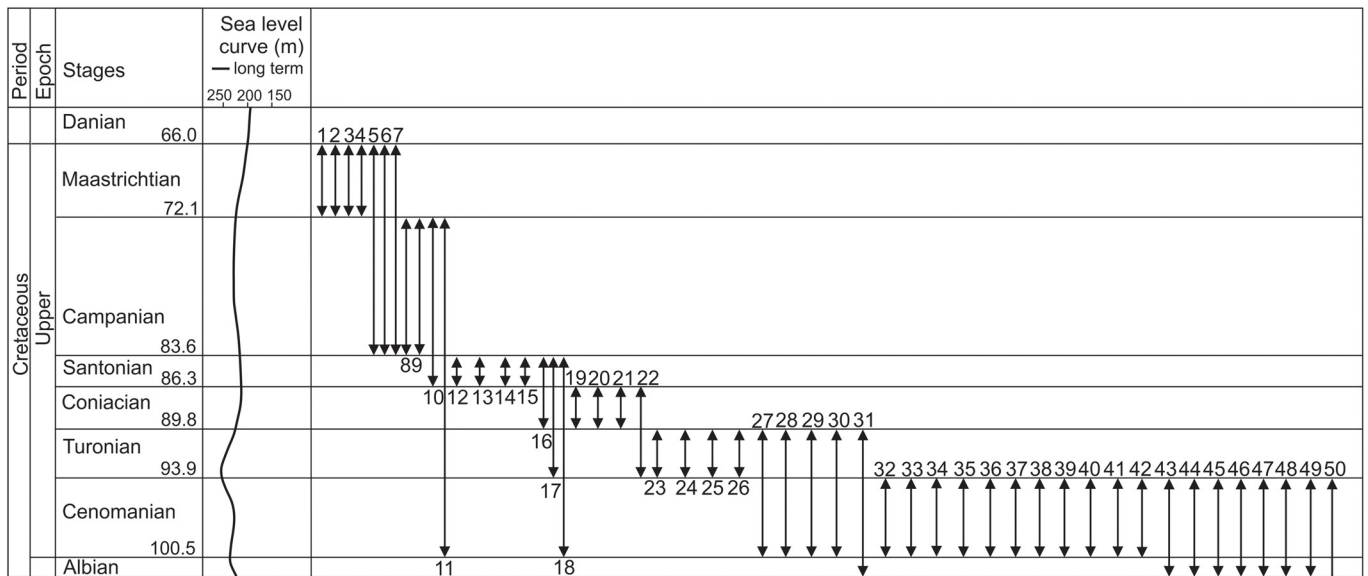 Period
Epoch
Stages
Sea level
curve (m)
long term
250 200 150
Danian
66.0
1 2 3 4 5 6 7
Maastrichtian
72.1
Cretaceous
Upper
Campanian
83.6
8 9
Santonian
86.3
19 20 21 22
10 12 13 14 15
Coniacian
89.8
27 28 29 30 31
16
Turonian
93.9
32 33 34 35 36 37 38 39 40 41 42 43 44 45 46 47 48 49 50
17
23 24 25 26
Cenomanian
100.5
Albian
11 18